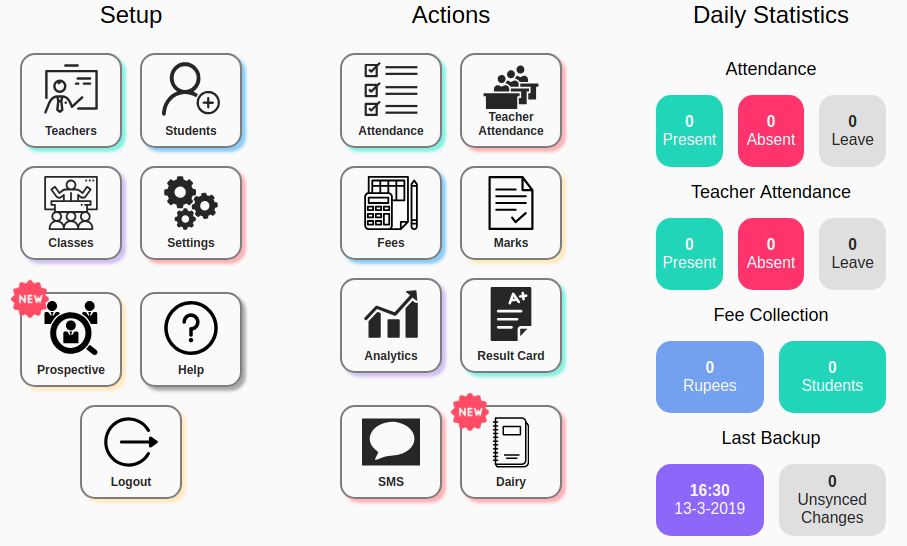 Setup
Teachers
Students
Classes
Settings
NEW
Prospective
Help
Logout
Actions
Attendance
Teacher
Attendance
Fees
Marks
Analytics
A+
Result Card
SMS
NEW
Dairy
Daily Statistics
Attendance
0
Present
0
Absent
0
Leave
Teacher Attendance
0
Present
0
Absent
0
Leave
Fee Collection
0
Rupees
0
Students
Last Backup
16:30
13-3-2019
0
Unsynced
Changes